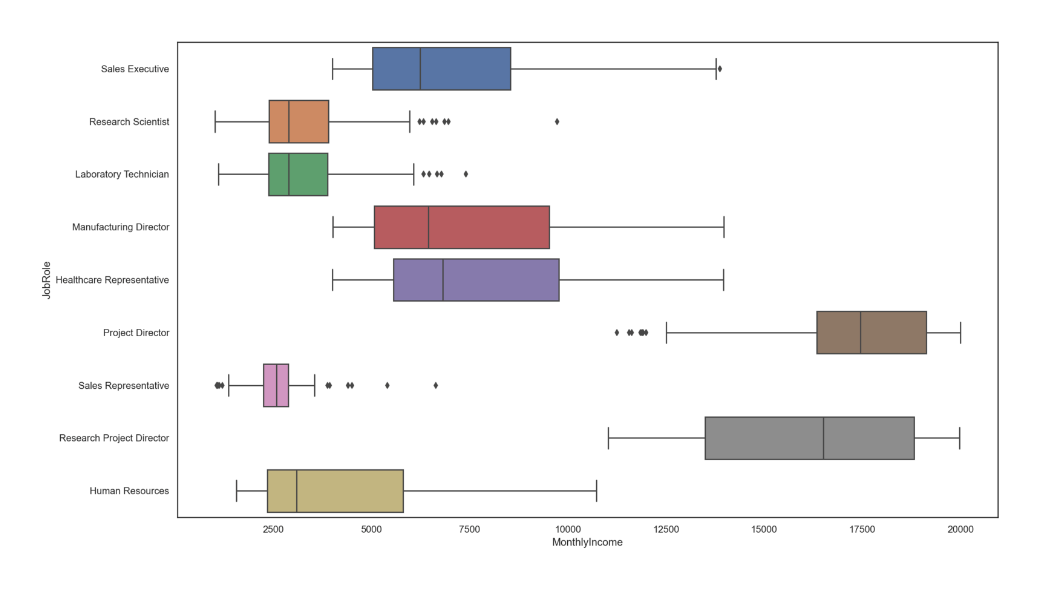 Sales Executive
Research Scientist
Laboratory Technician
Manufacturing Director
JobRole
Healthcare Representative
Project Director
Sales Representative
Research Project Director
Human Resources
2500 5000 7500 10000 12500 15000 17500 20000
MonthlyIncome